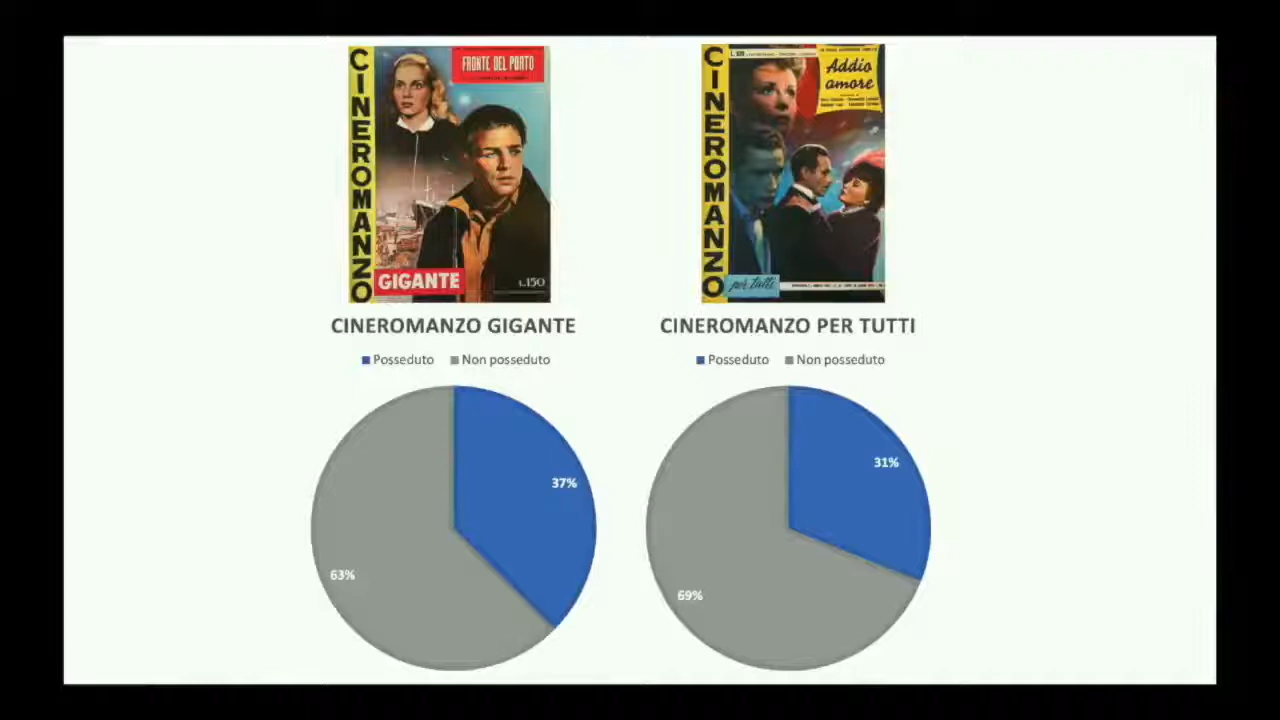 CINEROMANZO
FRONTE DEL PORTO
GIGANTE
L.150
CINEROMANZO
Addio
amore
per tutti
CINEROMANZO GIGANTE
Posseduto
Non posseduto
37%
63%
CINEROMANZO PER TUTTI
Posseduto
Non posseduto
31%
69%